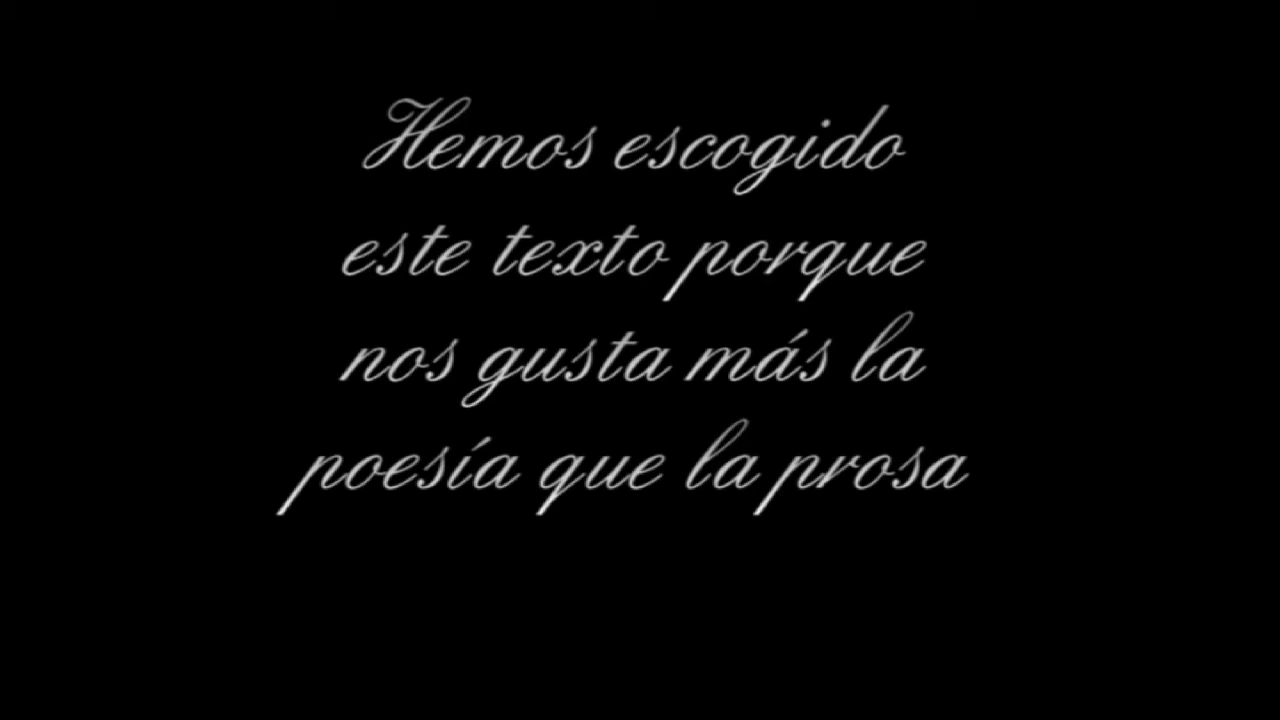 Hemos escogido
este texto porque
nos gusta más la
poesía que la prosa